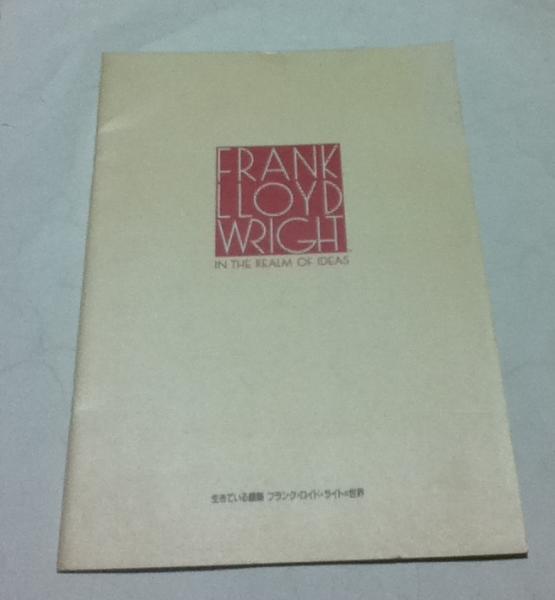 FRANK
LLOYD
WRIGHT
IN THE REALM OF IDEAS
生きている建築 フランク・ロイド・ライトの世界